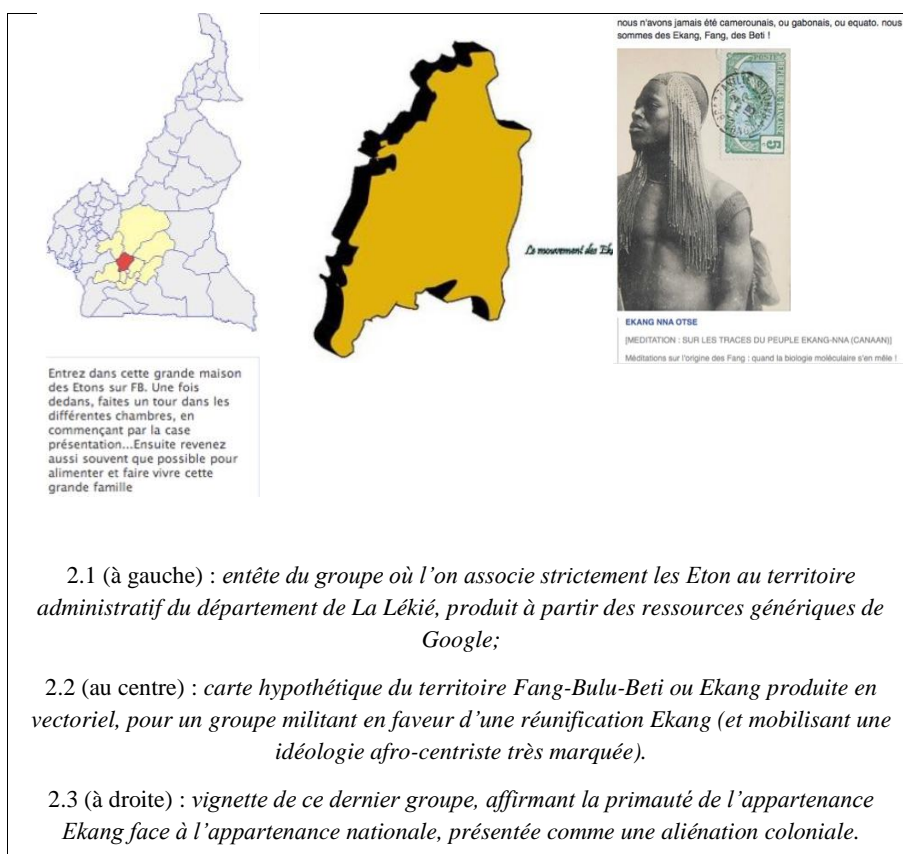 nous n'avons jamais été camerounais, ou gabonais, ou equato. nous
sommes des Ekang, Fang, des Beti !
Le mouvement des Ek
5
EKANG NNA OTSE
[MEDITATION : SUR LES TRACES DU PEUPLE EKANG-NNA (CANAAN)]
Méditations sur l'origine des Fang : quand la biologie moléculaire s'en mêle !
Entrez dans cette grande maison
des Etons sur FB. Une fois
dedans, faites un tour dans les
différentes chambres, en
commençant par la case
présentation...Ensuite revenez
aussi souvent que possible pour
alimenter et faire vivre cette
grande famille
2.1 (à gauche) : entête du groupe où l'on associe strictement les Eton au territoire
administratif du département de La Lékié, produit à partir des ressources génériques de
Google;
2.2 (au centre) : carte hypothétique du territoire Fang-Bulu-Beti ou Ekang produite en
vectoriel, pour un groupe militant en faveur d'une réunification Ekang (et mobilisant une
idéologie afro-centriste très marquée).
2.3 (à droite) : vignette de ce dernier groupe, affirmant la primauté de l'appartenance
Ekang face à l'appartenance nationale, présentée comme une aliénation coloniale.